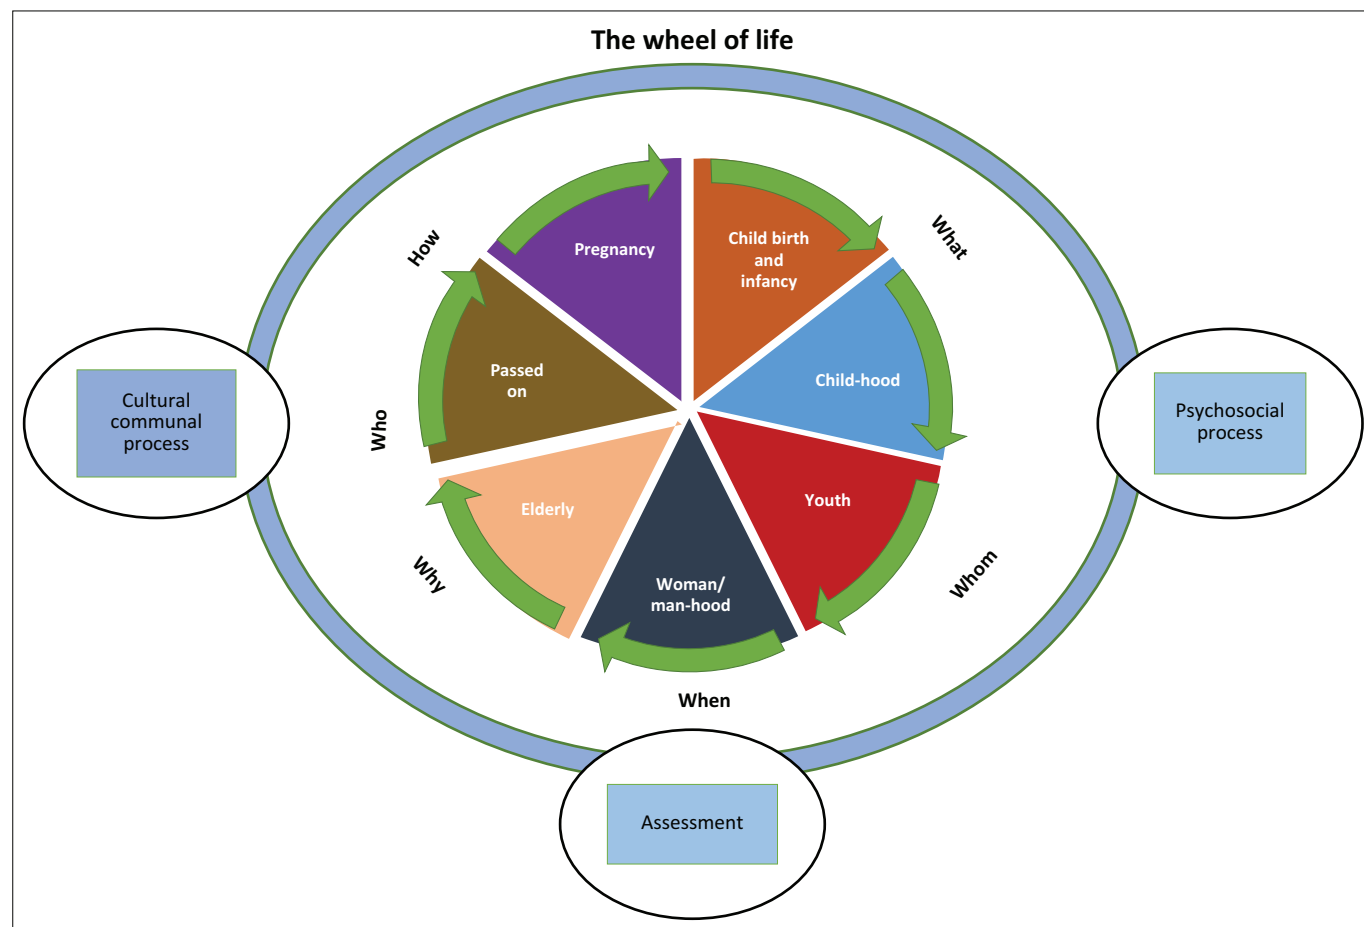 The wheel of life
How
What
Pregnancy
Child birth
and
infancy
Passed
on
Child-hood
Cultural
communal
process
Who
Psychosocial
process
Elderly
Youth
Why
Whom
Woman/
man-hood
When
Assessment